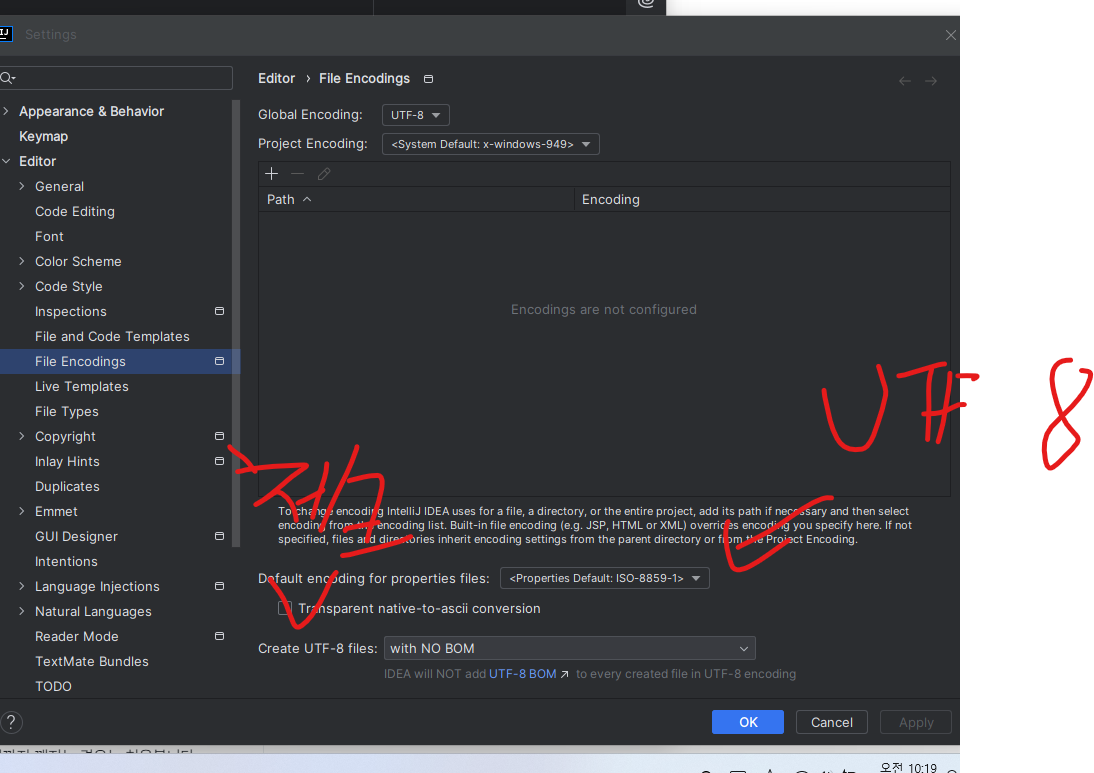 Settings
Editor › File Encodings
Global Encoding: UTF-8
Project Encoding: <System Default: x-windows-949>
Path Encoding
Encodings are not configured
Appearance & Behavior
Keymap
Editor
General
Code Editing
Font
Color Scheme
Code Style
Inspections
File and Code Templates
File Encodings
Live Templates
File Types
Copyright
Inlay Hints
Duplicates
Emmet
GUI Designer
Intentions
Language Injections
Natural Languages
Reader Mode
TextMate Bundles
TODO
UTF 8
To change encoding IntelliJ IDEA uses for a file, a directory, or the entire project, add its path if necessary and then select
encoding from the encoding list. Built-in file encoding (e.g. JSP, HTML or XML) overrides encoding you specify here. If not
specified, files and directories inherit encoding settings from the parent directory or from the Project Encoding.
Default encoding for properties files: <Properties Default: ISO-8859-1>
Transparent native-to-ascii conversion
Create UTF-8 files: with NO BOM
IDEA will NOT add UTF-8 BOM ↗ to every created file in UTF-8 encoding
?
OK Cancel Apply
오전 10:19